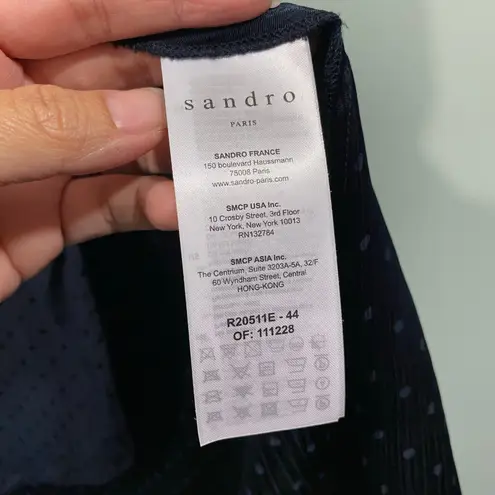 sandro
PARIS
SANDRO FRANCE
150 boulevard Haussmann
75008 Paris
www.sandro-paris.com
SMCP USA Inc.
10 Crosby Street, 3rd Floor
New York, New York 10013
RN132784
SMCP ASIA Inc.
The Centrium, Suite 3203A-5A, 32/F
60 Wyndham Street, Central
HONG-KONG
R20511E - 44
OF: 111228